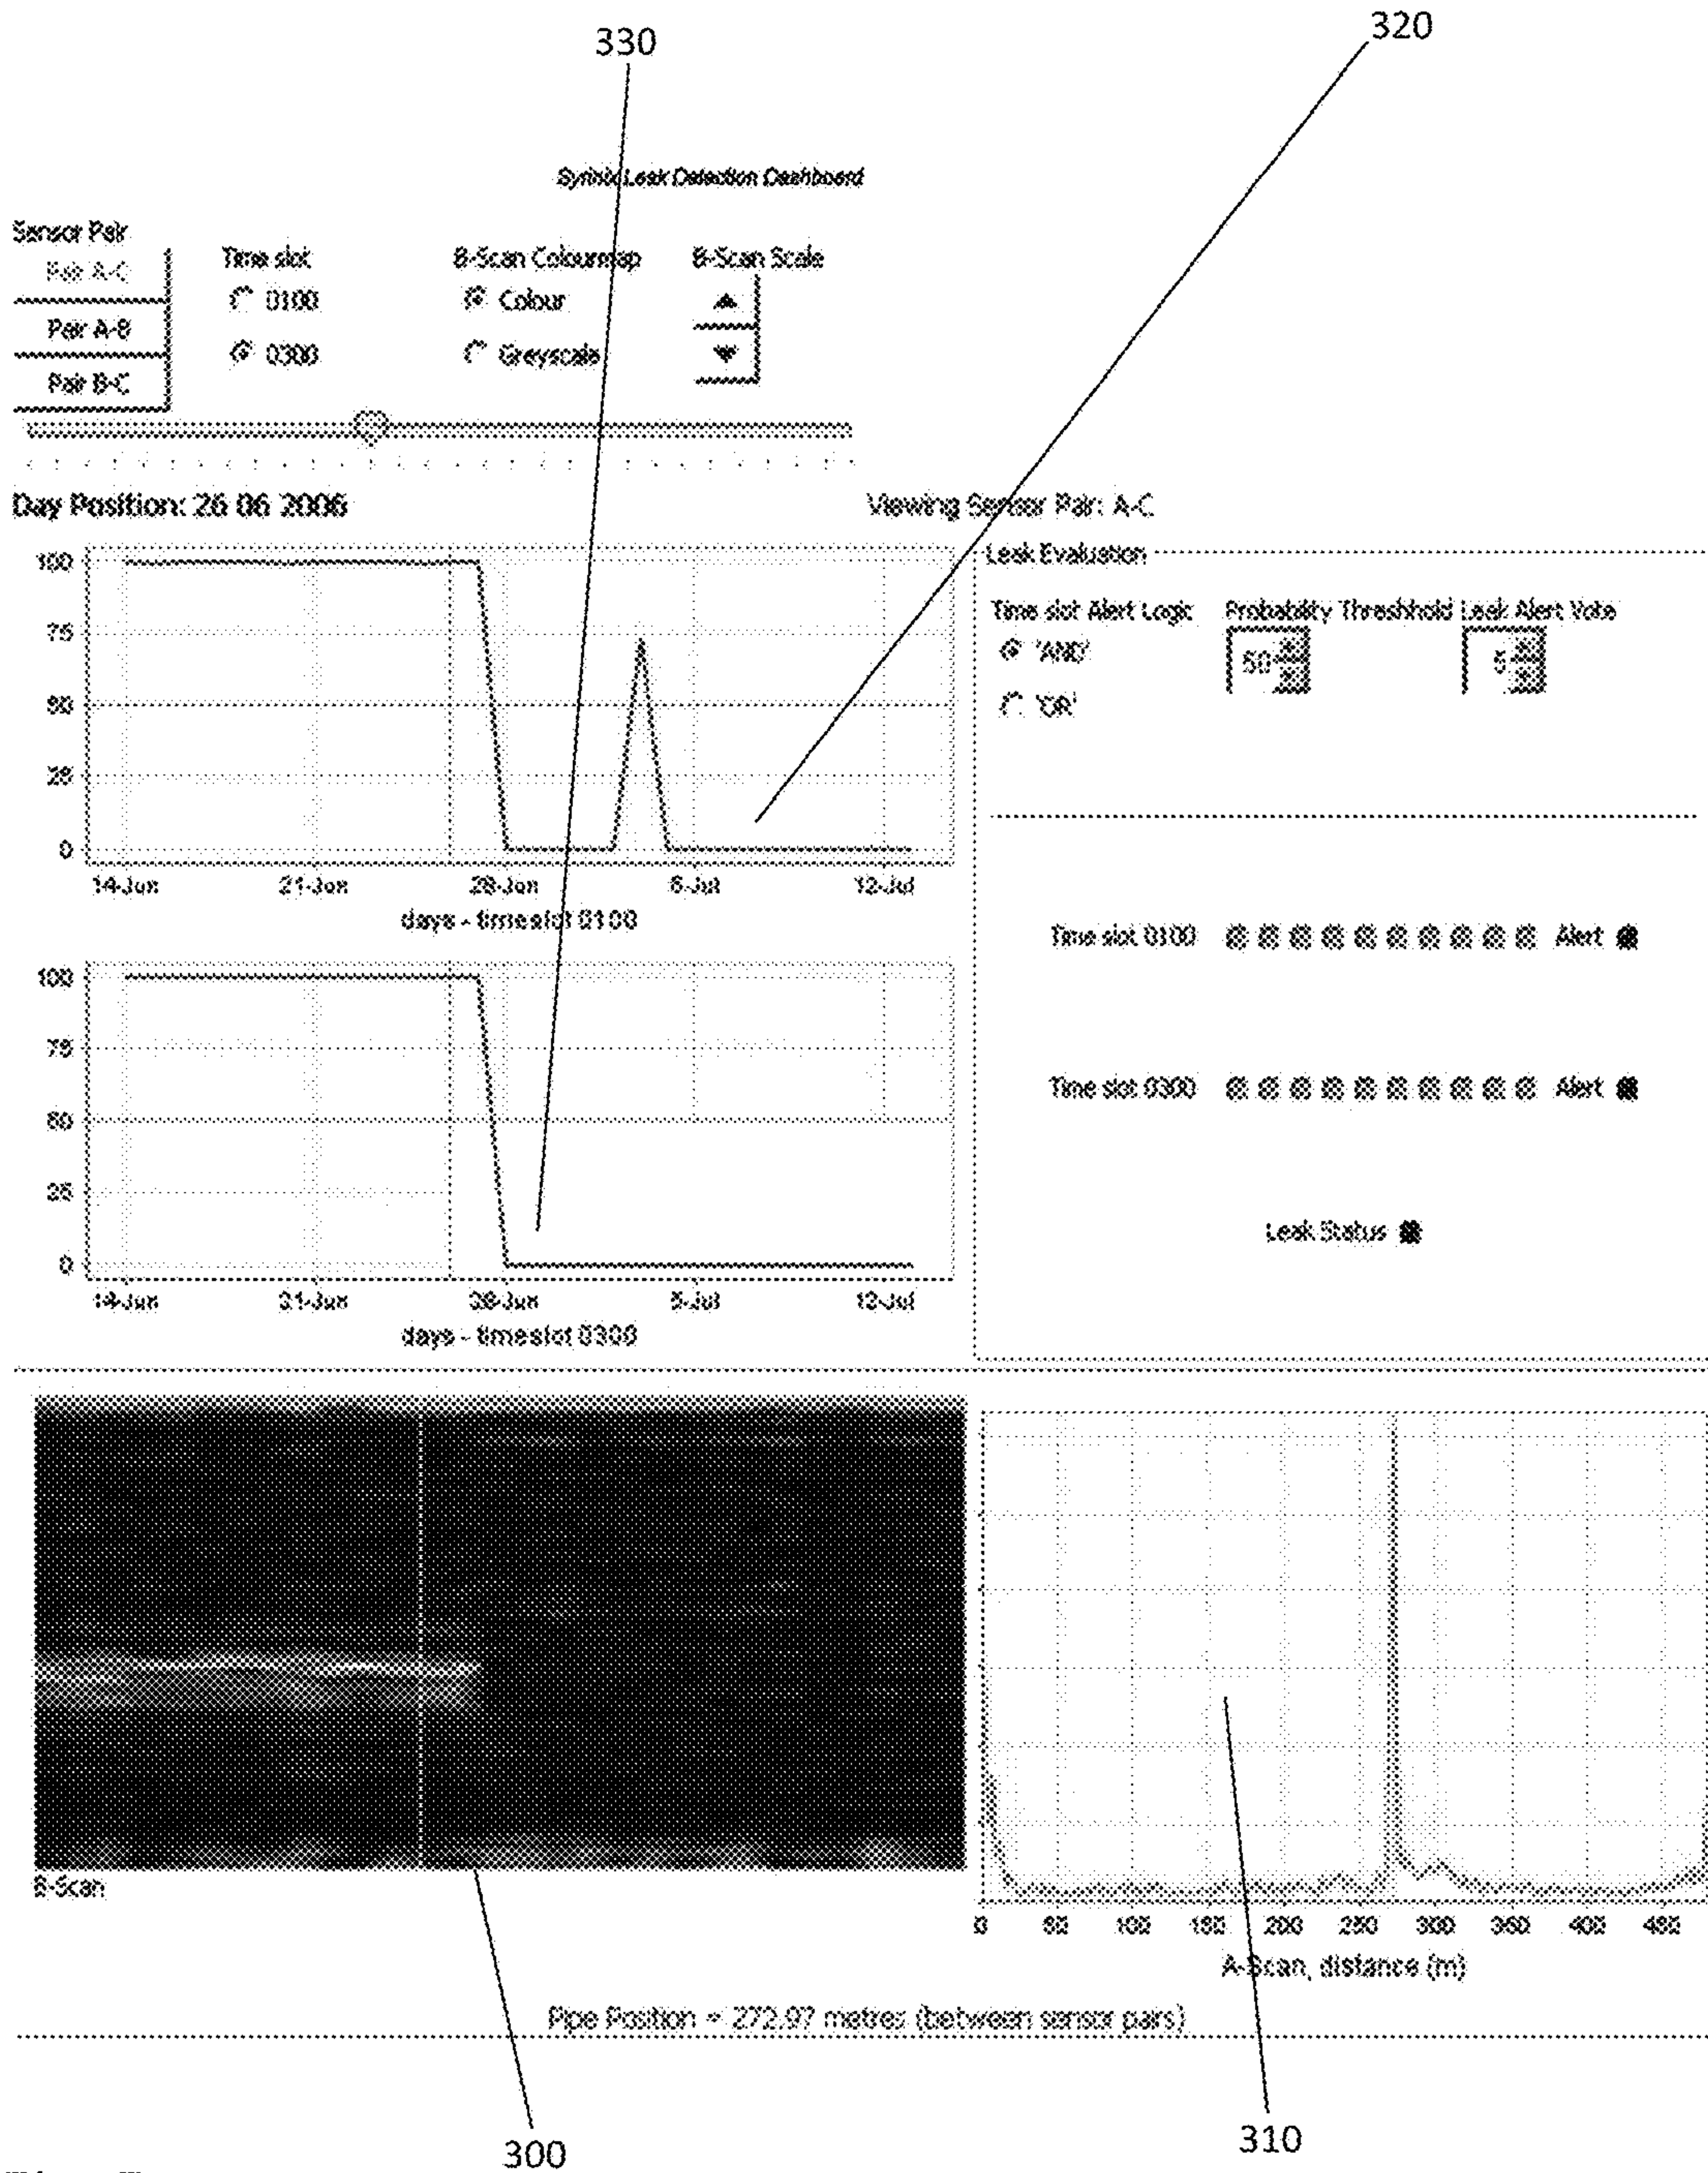 330
320
Syrinix Leak Detection Dashboard
Sensor Pair
Pair A-C
Pair A-B
Pair B-C
Time slot
0100
0300
B-Scan Colourmap
Colour
Greyscale
B-Scan Scale
Day Position: 26 06 2006
Viewing Sensor Pair: A-C
100
75
50
25
0
14-Jun 21-Jun 28-Jun 5-Jul 12-Jul
days - timeslot 0100
100
75
50
25
0
14-Jun 21-Jun 28-Jun 5-Jul 12-Jul
days - timeslot 0300
Leak Evaluation
Time slot Alert Logic Probability Threshhold Leak Alert Vote
'AND'
'OR'
50
5
Time slot 0100 Alert
Time slot 0300 Alert
Leak Status
B-Scan
0 50 100 150 200 250 300 350 400 450
A-Scan, distance (m)
Pipe Position = 272.97 metres (between sensor pairs)
300
310